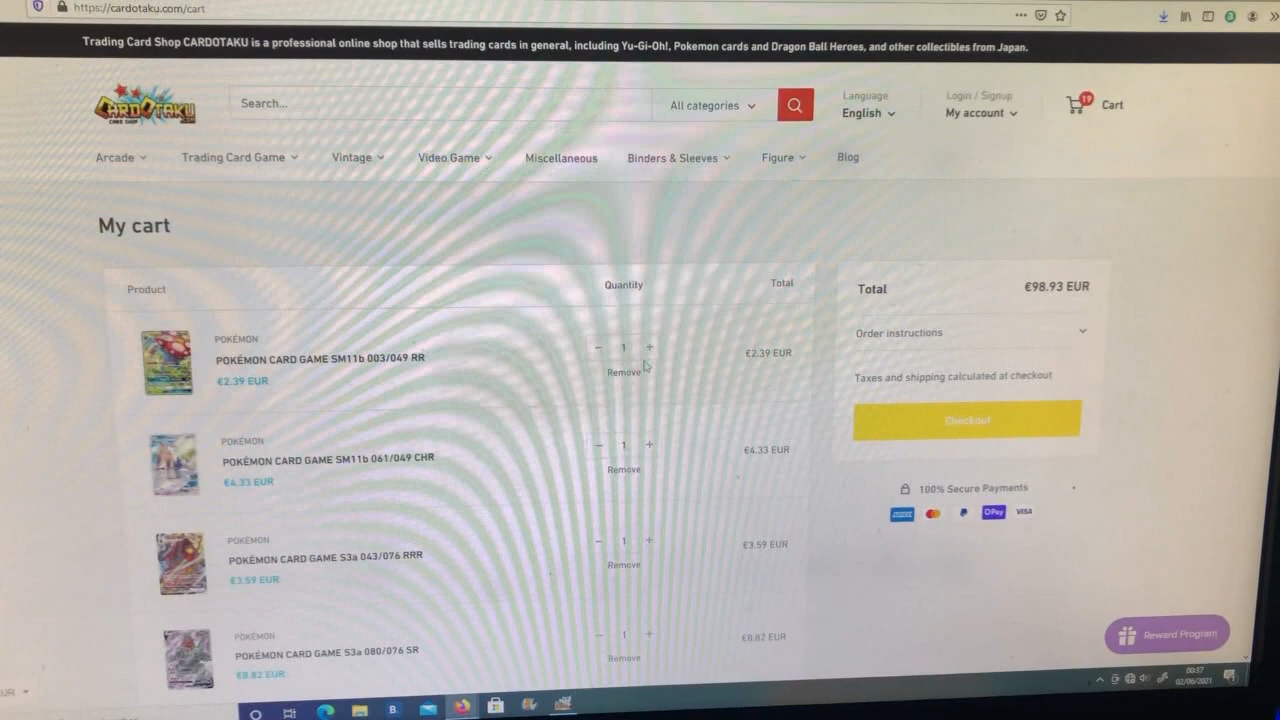 https://cardotaku.com/cart
Trading Card Shop CARDOTAKU is a professional online shop that sells trading cards in general, including Yu-Gi-Oh!, Pokemon cards and Dragon Ball Heroes, and other collectibles from Japan.
CARDOTAKU
Search...
All categories
Language
English
Login / Signup
My account
19
Cart
Arcade
Trading Card Game
Vintage
Video Game
Miscellaneous
Binders & Sleeves
Figure
Blog
My cart
Product
Quantity
Total
POKÉMON
POKÉMON CARD GAME SM11b 003/049 RR
€2.39 EUR
- 1 +
Remove
€2.39 EUR
POKÉMON
POKÉMON CARD GAME SM11b 061/049 CHR
€4.33 EUR
- 1 +
Remove
€4.33 EUR
POKÉMON
POKÉMON CARD GAME S3a 043/076 RRR
€3.59 EUR
- 1 +
Remove
€3.59 EUR
POKÉMON
POKÉMON CARD GAME S3a 080/076 SR
€8.82 EUR
- 1 +
Remove
€8.82 EUR
Total
€98.93 EUR
Order instructions
Taxes and shipping calculated at checkout
Checkout
100% Secure Payments
VISA
Reward Program
00:37
02/06/2021